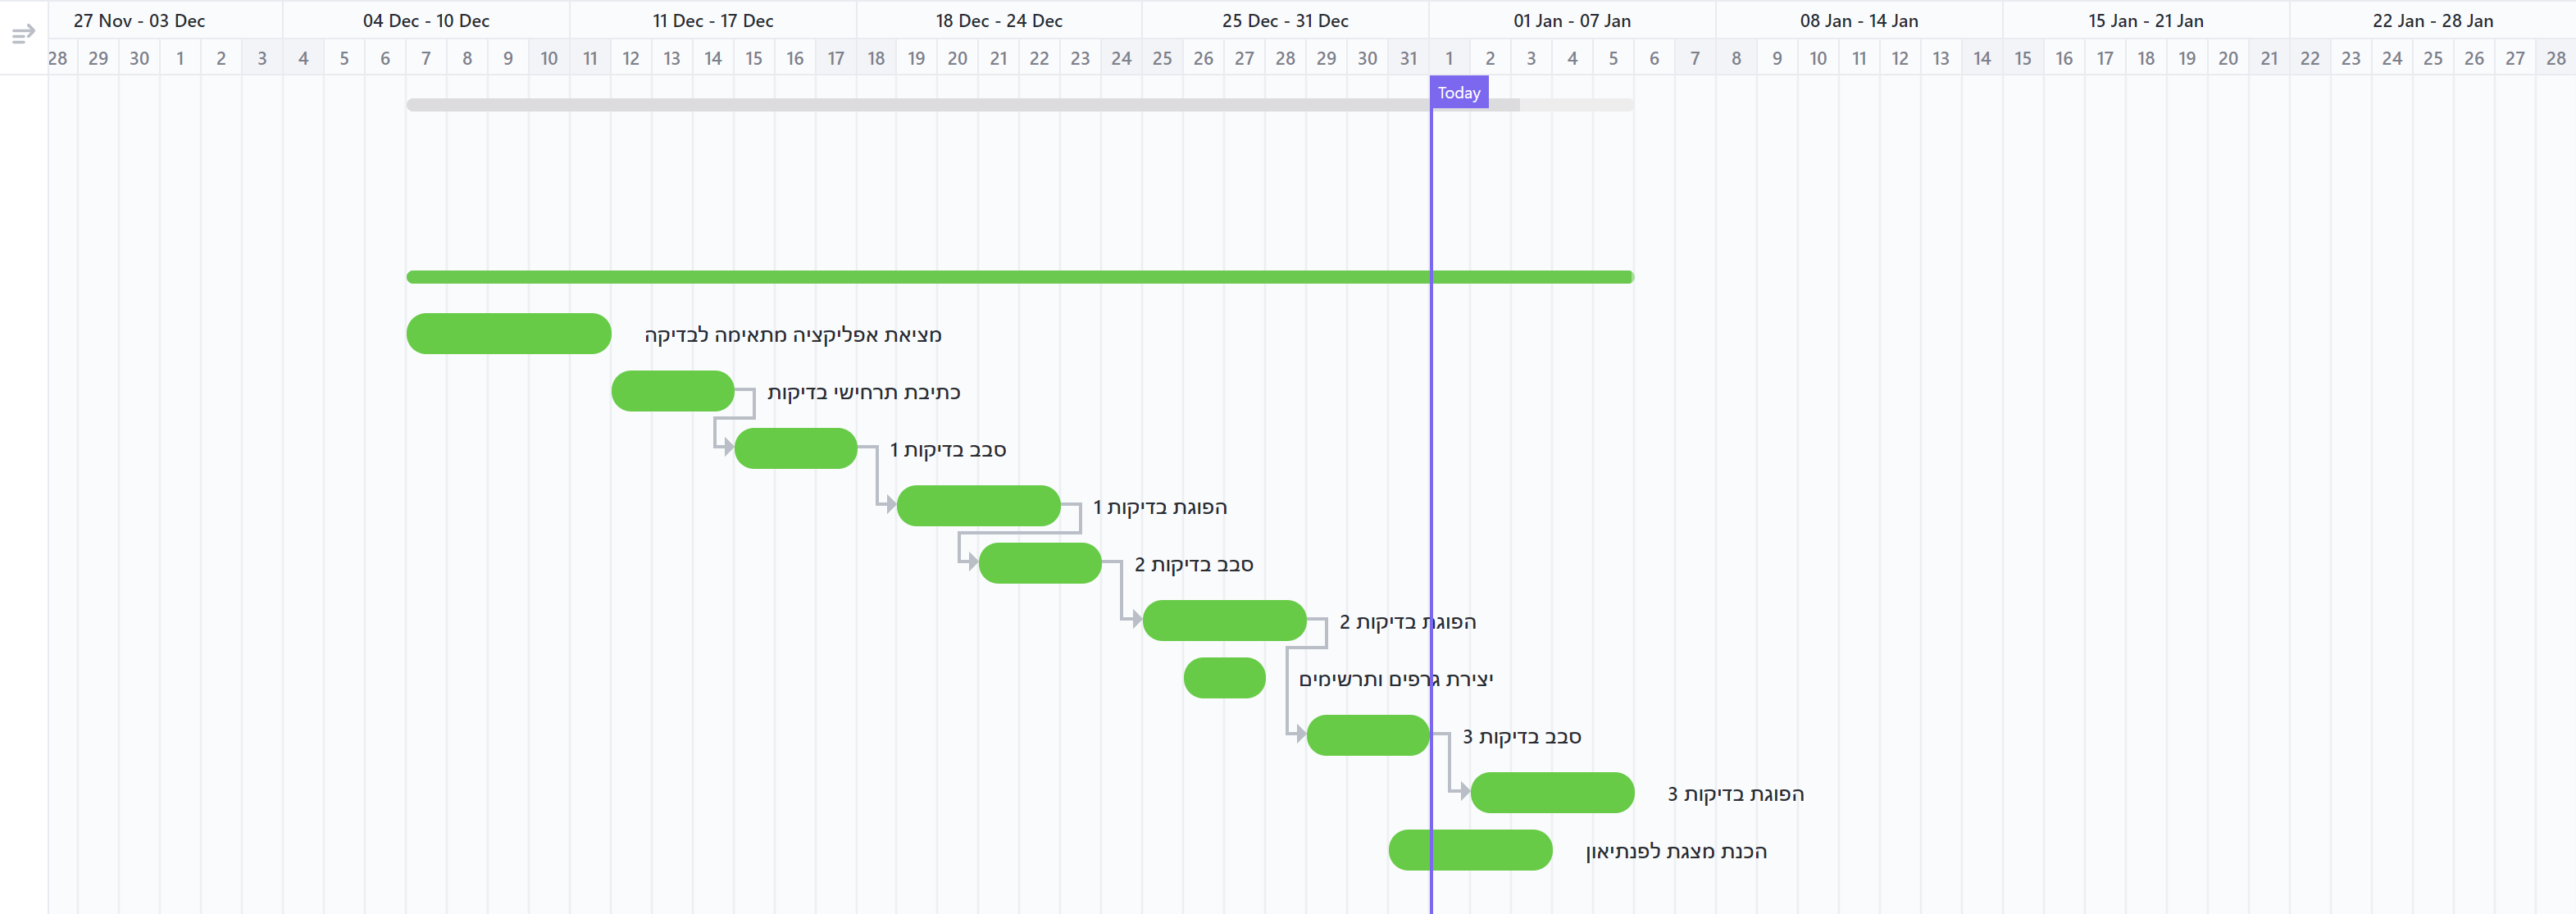 27 Nov - 03 Dec 04 Dec - 10 Dec 11 Dec - 17 Dec 18 Dec - 24 Dec 25 Dec - 31 Dec 01 Jan - 07 Jan 08 Jan - 14 Jan 15 Jan - 21 Jan 22 Jan - 28 Jan
28 29 30 1 2 3 4 5 6 7 8 9 10 11 12 13 14 15 16 17 18 19 20 21 22 23 24 25 26 27 28 29 30 31 1 2 3 4 5 6 7 8 9 10 11 12 13 14 15 16 17 18 19 20 21 22 23 24 25 26 27 28
Today
מציאת אפליקציה מתאימה לבדיקה
כתיבת תרחישי בדיקות
סבב בדיקות 1
הפוגת בדיקות 1
סבב בדיקות 2
הפוגת בדיקות 2
יצירת גרפים ותרשימים
סבב בדיקות 3
הפוגת בדיקות 3
הכנת מצגת לפנתיאון